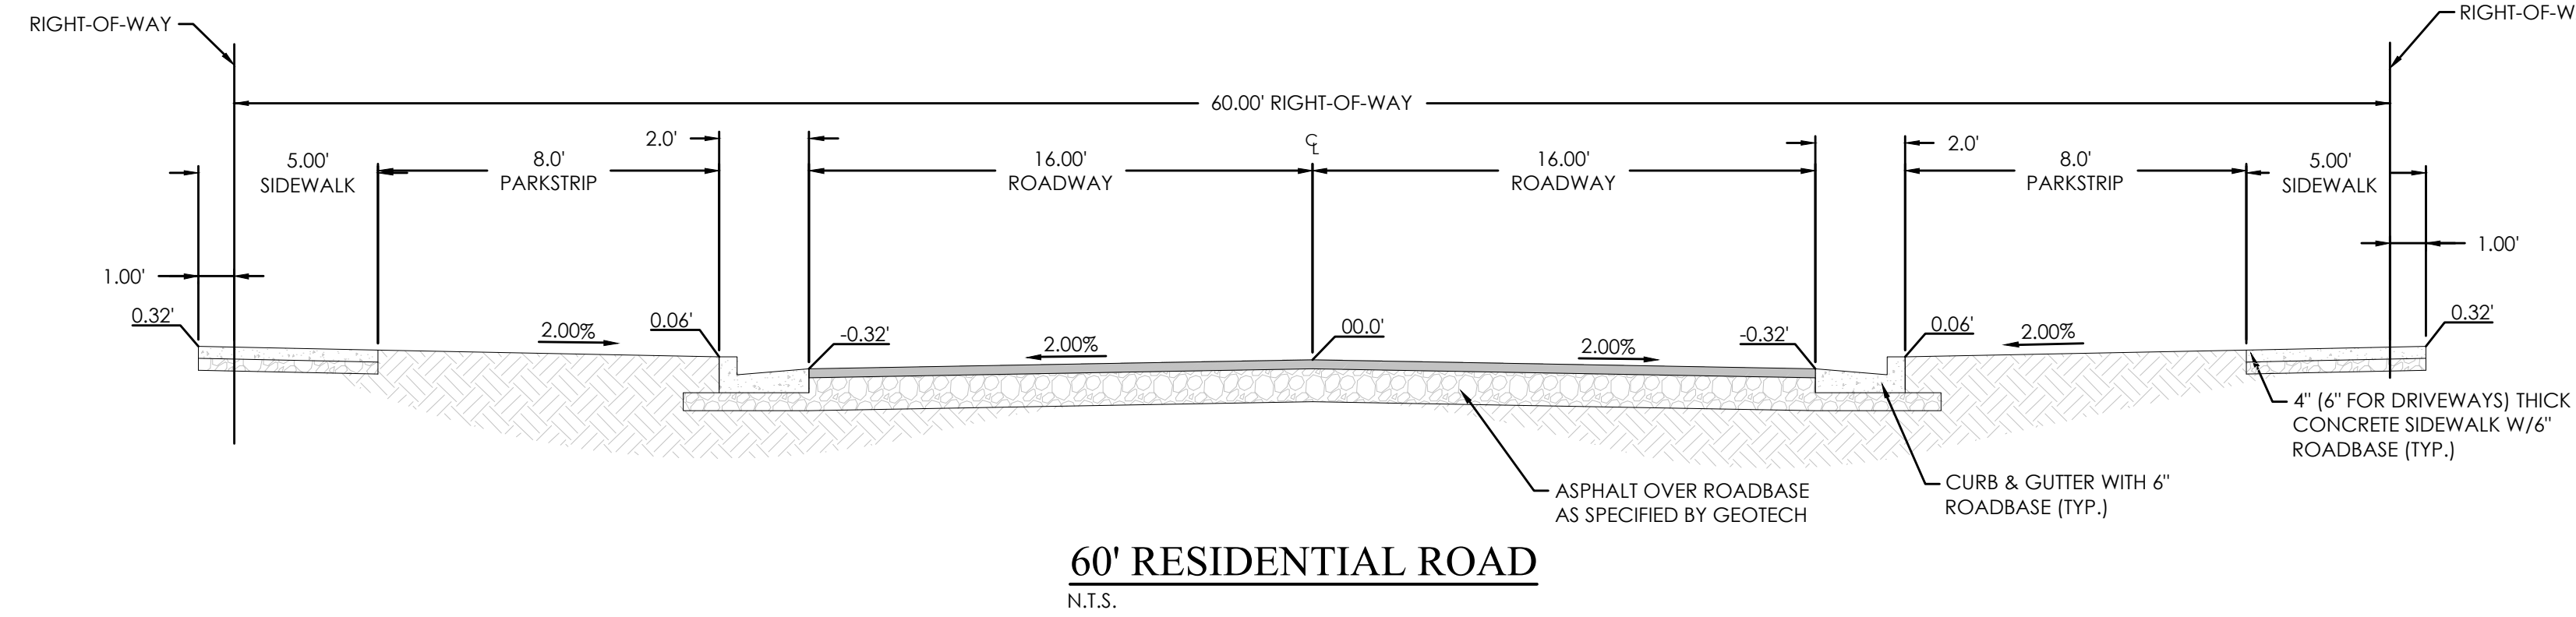 RIGHT-OF-WAY
RIGHT-OF-W
60.00' RIGHT-OF-WAY
2.0'
℄
2.0'
5.00'
SIDEWALK
8.0'
PARKSTRIP
16.00'
ROADWAY
16.00'
ROADWAY
8.0'
PARKSTRIP
5.00'
SIDEWALK
1.00'
1.00'
0.32'
2.00%
0.06'
-0.32'
2.00%
00.0'
2.00%
-0.32'
0.06'
2.00%
0.32'
4" (6" FOR DRIVEWAYS) THICK
CONCRETE SIDEWALK W/6"
ROADBASE (TYP.)
CURB & GUTTER WITH 6"
ROADBASE (TYP.)
ASPHALT OVER ROADBASE
AS SPECIFIED BY GEOTECH
60' RESIDENTIAL ROAD
N.T.S.